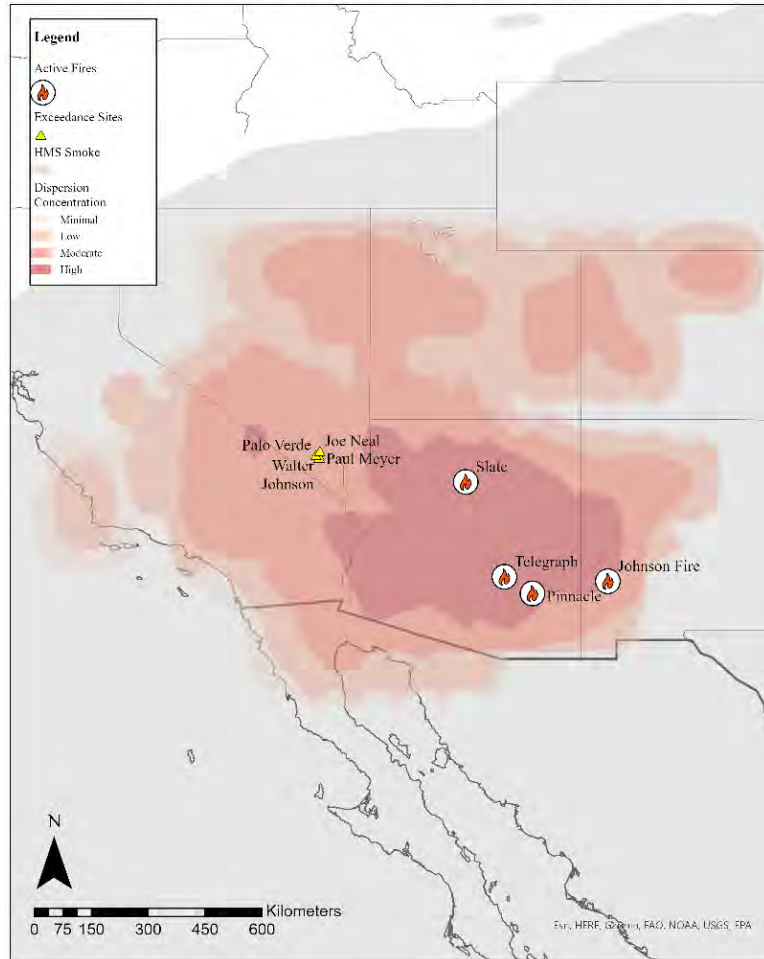 Legend
Active Fires
Exceedance Sites
HMS Smoke
Dispersion
Concentration
Minimal
Low
Moderate
High
Palo Verde
Joe Neal
Walter
Paul Meyer
Johnson
Slate
Telegraph
Johnson Fire
Pinnacle
N
Kilometers
0 75 150 300 450 600
Esri, HERE, Garmin, FAO, NOAA, USGS, EPA